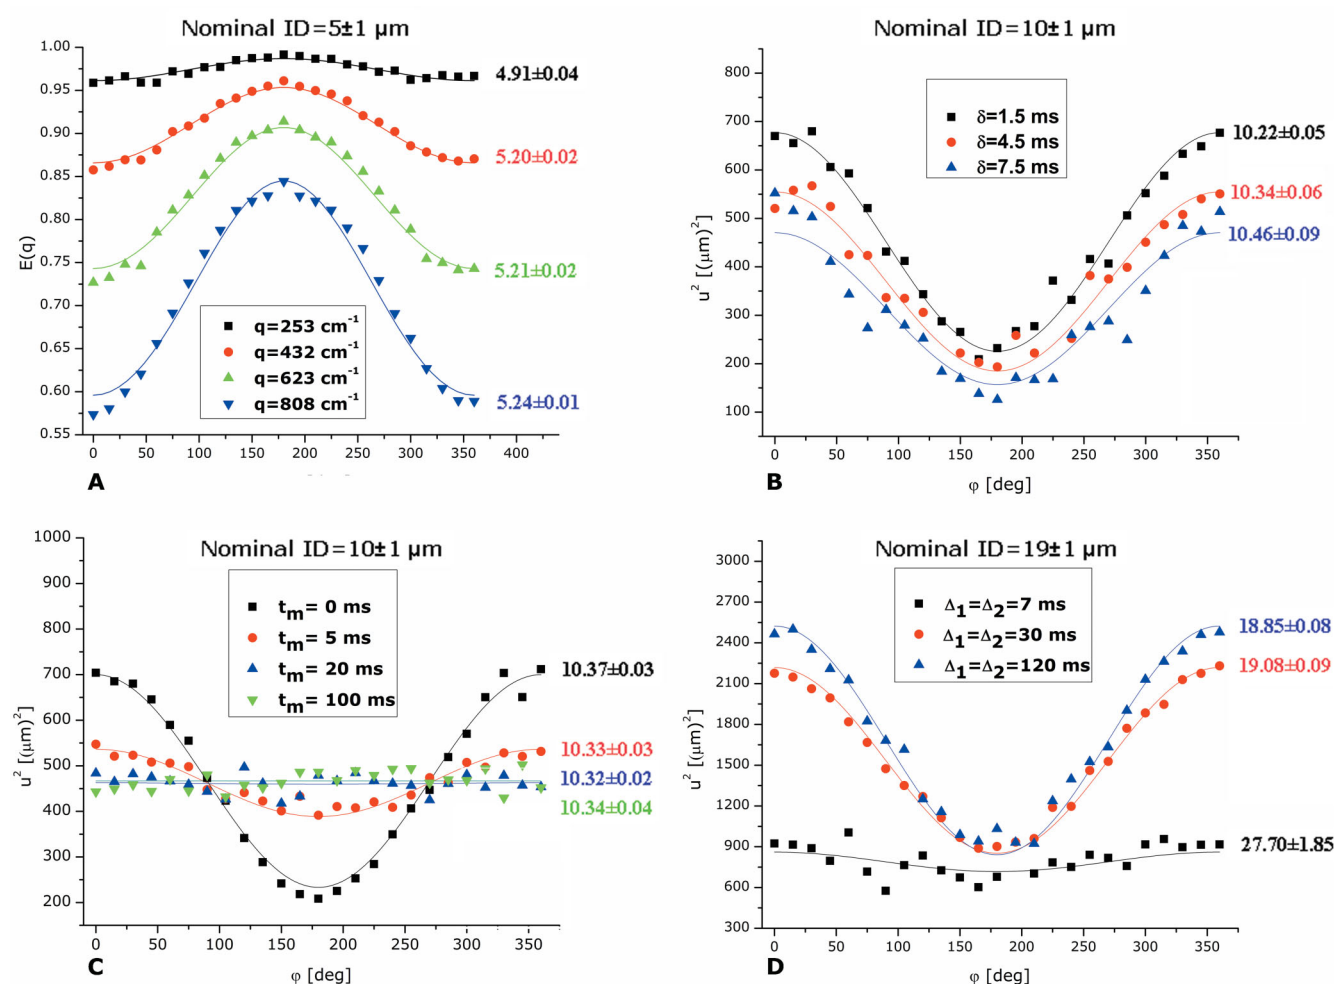 Nominal ID=5±1 μm
1.00
0.95
0.90
0.85
0.80
0.75
0.70
0.65
0.60
0.55
E(q)
4.91±0.04
5.20±0.02
5.21±0.02
5.24±0.01
q=253 cm-1
q=432 cm-1
q=623 cm-1
q=808 cm-1
0 50 100 150 200 250 300 350 400
A
Nominal ID=10±1 μm
800
700
600
500
400
300
200
100
u2 [(μm)2]
δ=1.5 ms
δ=4.5 ms
δ=7.5 ms
10.22±0.05
10.34±0.06
10.46±0.09
0 50 100 150 200 250 300 350
B
φ [deg]
Nominal ID=10±1 μm
1000
900
800
700
600
500
400
300
200
u2 [(μm)2]
tm= 0 ms
tm= 5 ms
tm= 20 ms
tm= 100 ms
10.37±0.03
10.33±0.03
10.32±0.02
10.34±0.04
0 50 100 150 200 250 300 350
C
φ [deg]
Nominal ID=19±1 μm
3000
2700
2400
2100
1800
1500
1200
900
600
300
u2 [(μm)2]
Δ1=Δ2=7 ms
Δ1=Δ2=30 ms
Δ1=Δ2=120 ms
18.85±0.08
19.08±0.09
27.70±1.85
0 50 100 150 200 250 300 350
D
φ [deg]